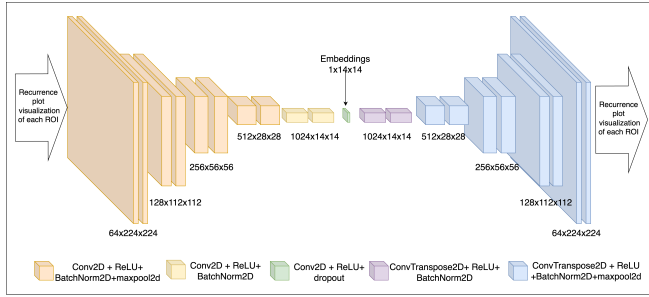 Embeddings
1x14x14
Recurrence
plot
visualization
of each ROI
Recurrence
plot
visualization
of each ROI
512x28x28
1024x14x14
1024x14x14
512x28x28
256x56x56
256x56x56
128x112x112
128x112x112
64x224x224
64x224x224
Conv2D + ReLU+
BatchNorm2D+maxpool2d
Conv2D + ReLU+
BatchNorm2D
Conv2D + ReLU+
dropout
ConvTranspose2D+ ReLU+
BatchNorm2D
ConvTranspose2D + ReLU
+BatchNorm2D+maxpool2d